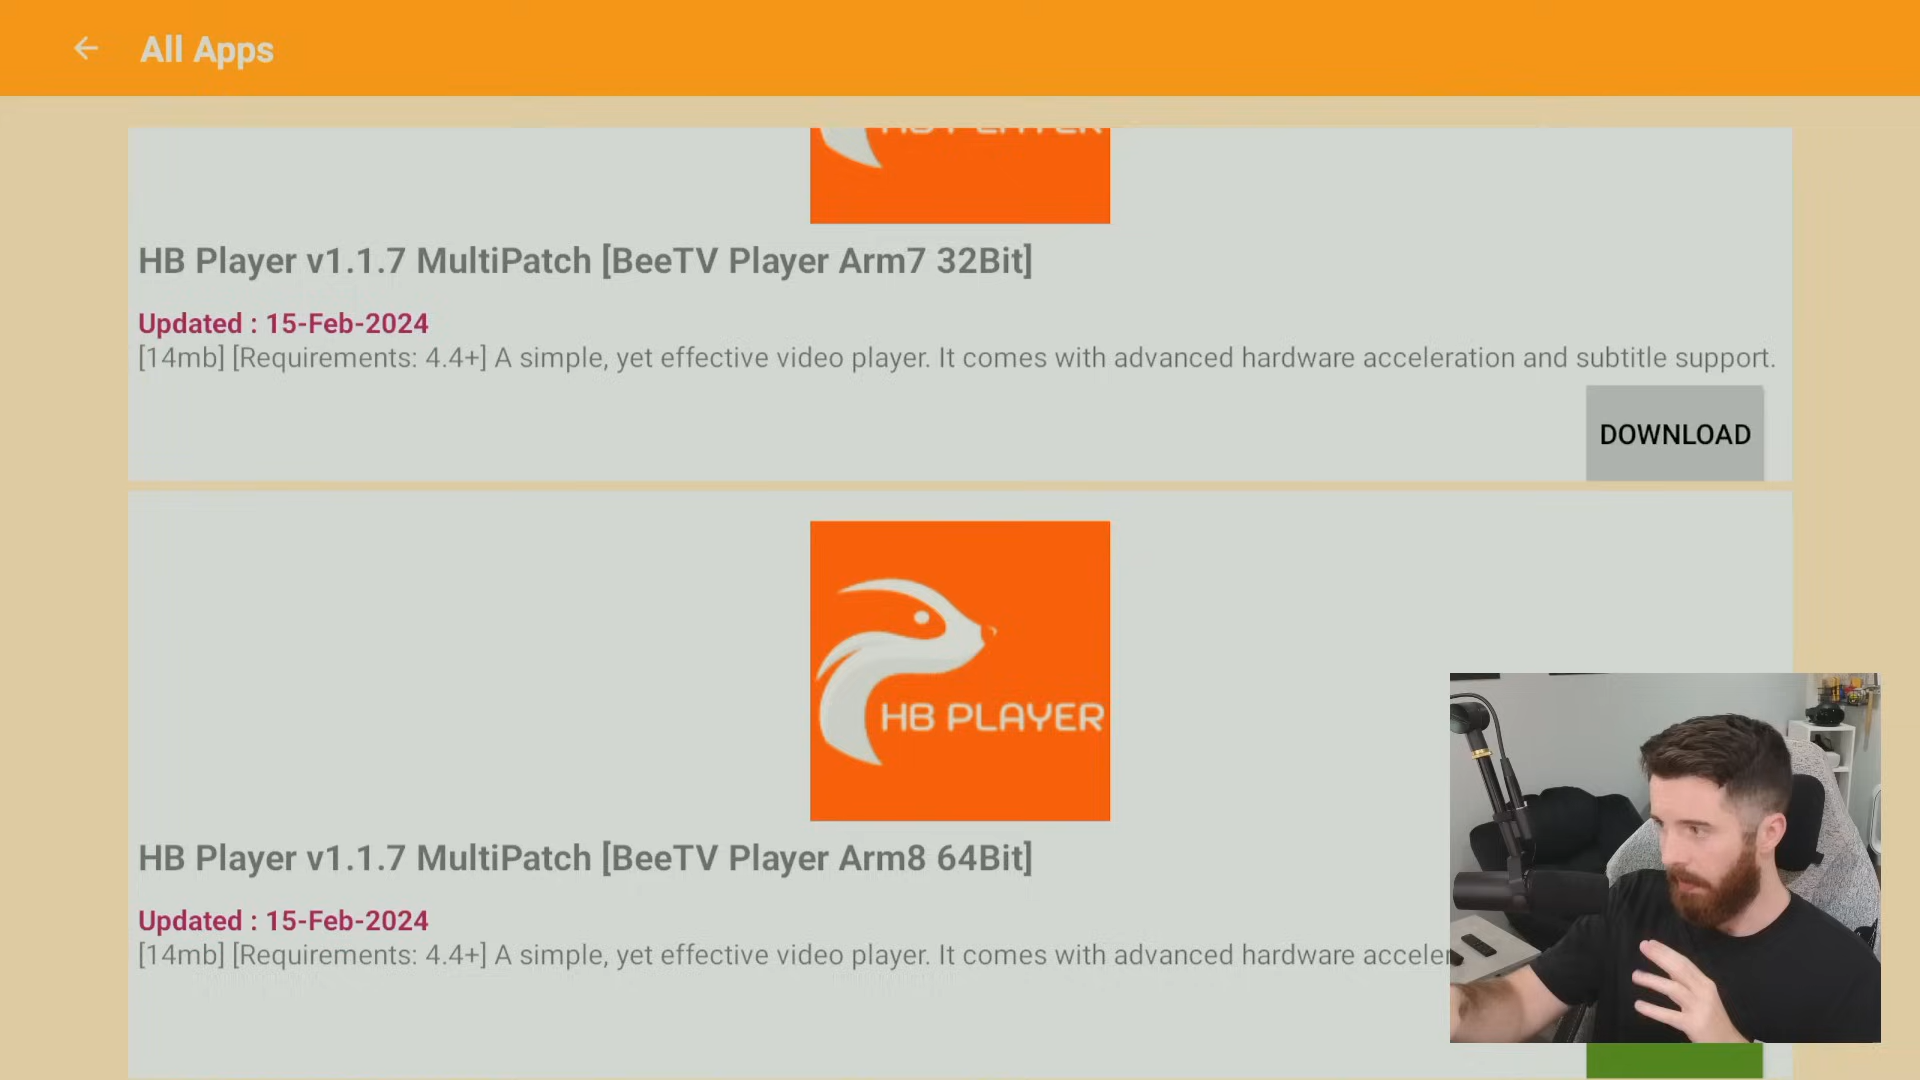 All Apps
HB PLAYER
HB Player v1.1.7 MultiPatch [BeeTV Player Arm7 32Bit]
Updated : 15-Feb-2024
[14mb] [Requirements: 4.4+] A simple, yet effective video player. It comes with advanced hardware acceleration and subtitle support.
DOWNLOAD
HB PLAYER
HB Player v1.1.7 MultiPatch [BeeTV Player Arm8 64Bit]
Updated : 15-Feb-2024
[14mb] [Requirements: 4.4+] A simple, yet effective video player. It comes with advanced hardware acceler